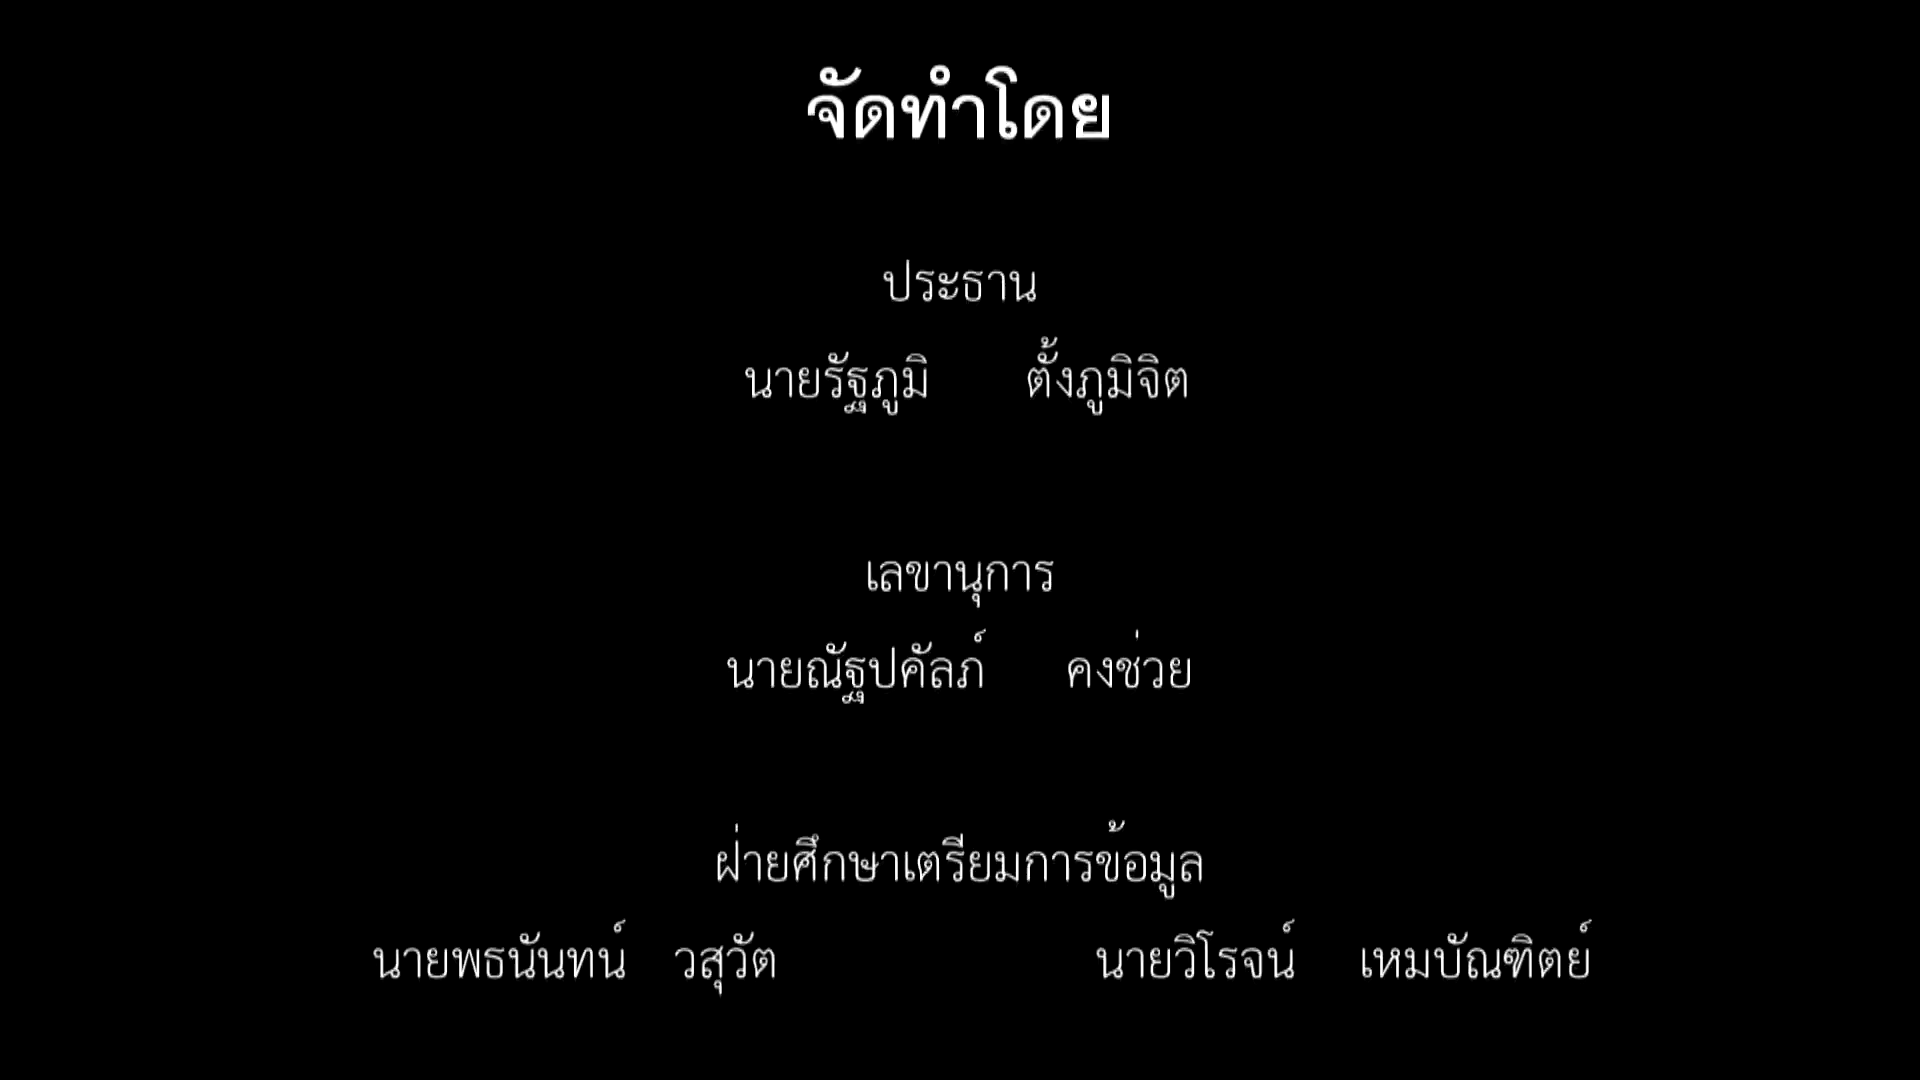 จัดทำโดย
ประธาน
นายรัฐภูมิ ตั้งภูมิจิต
เลขานุการ
นายณัฐปคัลภ์ คงช่วย
ฝ่ายศึกษาเตรียมการข้อมูล
นายพธนันทน์ วสุวัต นายวิโรจน์ เหมบัณฑิตย์